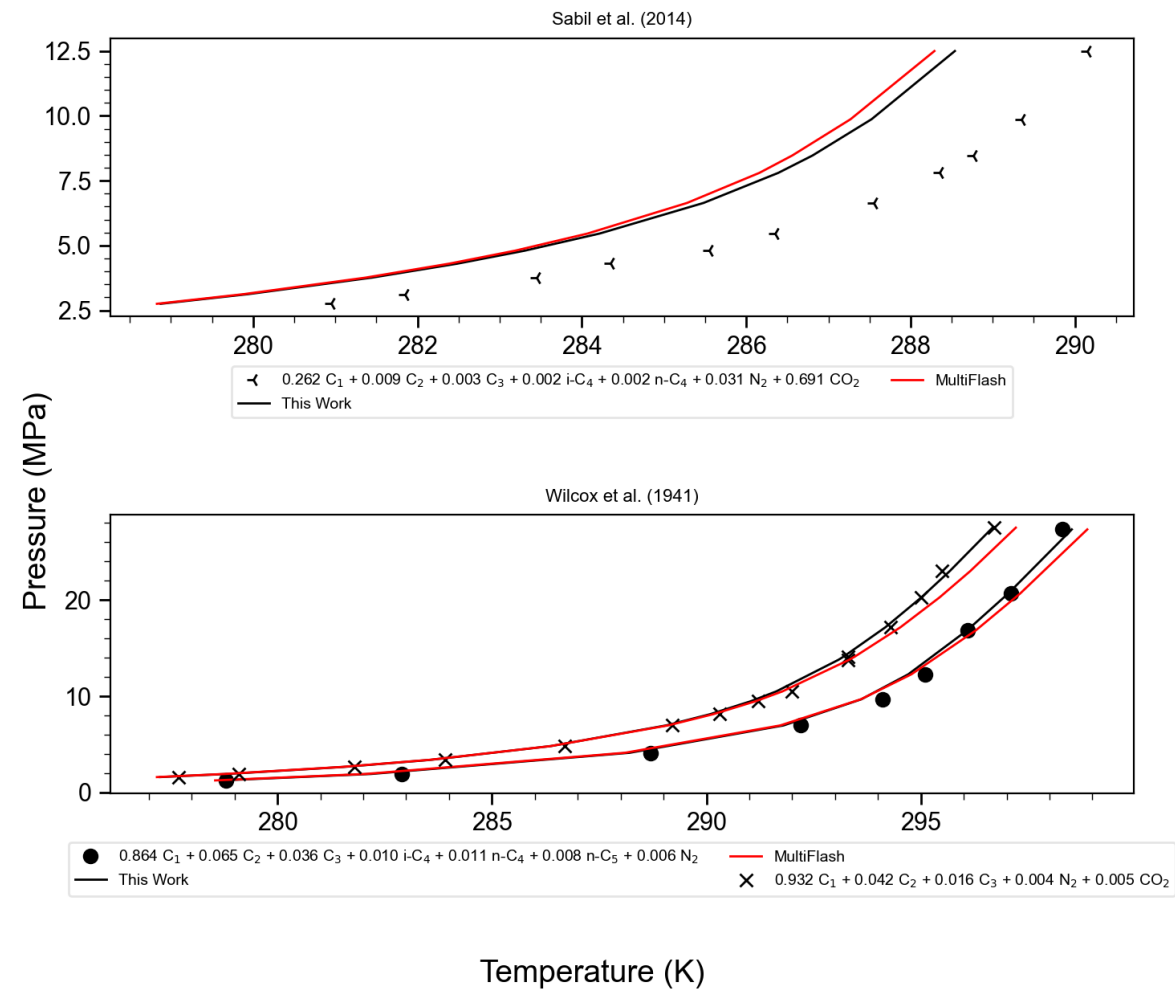 Sabil et al. (2014)
12.5
10.0
7.5
5.0
2.5
280 282 284 286 288 290
0.262 C₁ + 0.009 C₂ + 0.003 C₃ + 0.002 i-C₄ + 0.002 n-C₄ + 0.031 N₂ + 0.691 CO₂ MultiFlash
This Work
Pressure (MPa)
Wilcox et al. (1941)
20
10
0
280 285 290 295
0.864 C₁ + 0.065 C₂ + 0.036 C₃ + 0.010 i-C₄ + 0.011 n-C₄ + 0.008 n-C₅ + 0.006 N₂ MultiFlash
This Work 0.932 C₁ + 0.042 C₂ + 0.016 C₃ + 0.004 N₂ + 0.005 CO₂
Temperature (K)